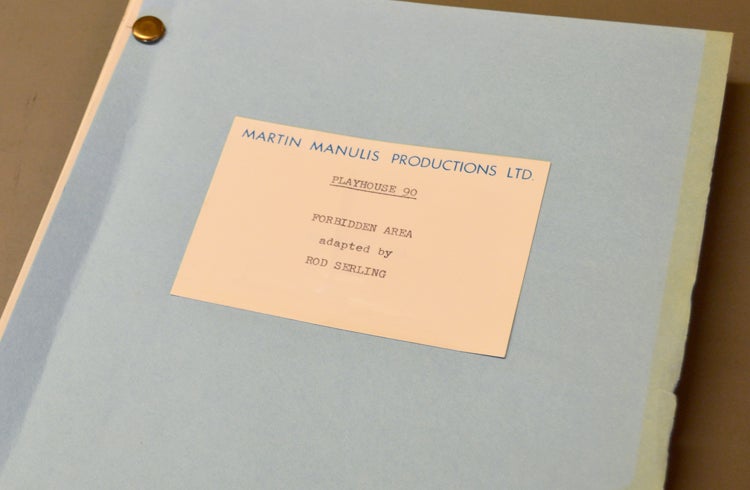 MARTIN MANULIS PRODUCTIONS LTD.
PLAYHOUSE 90
FORBIDDEN AREA
adapted by
ROD SERLING